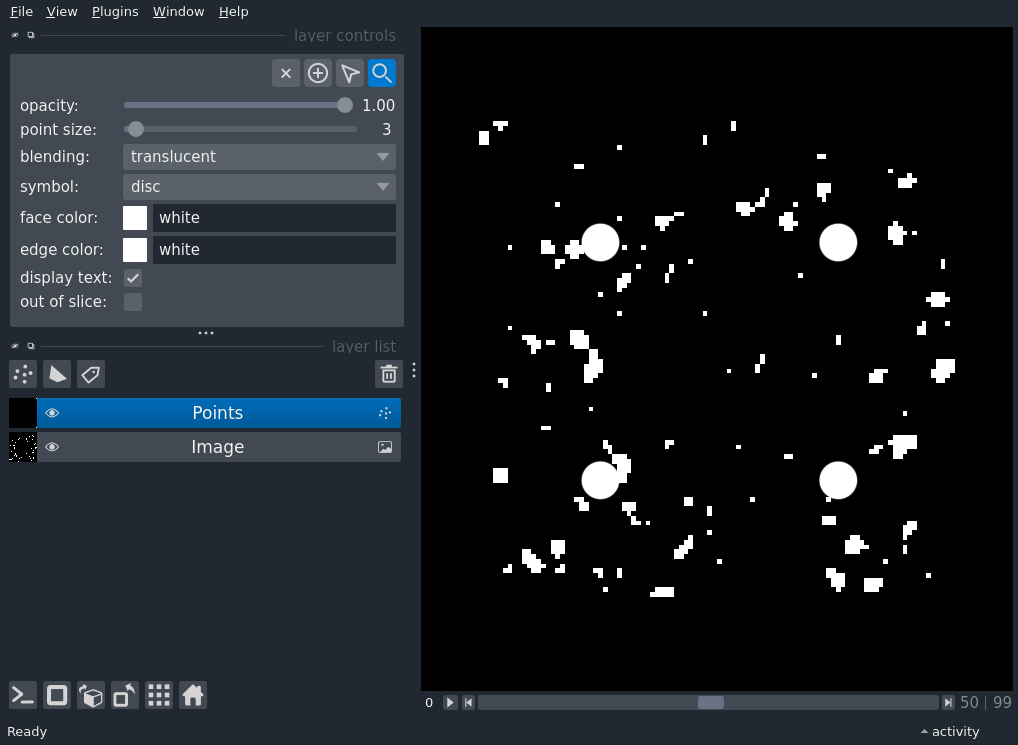 File View Plugins Window Help
layer controls
opacity: 1.00
point size: 3
blending: translucent
symbol: disc
face color: white
edge color: white
display text:
out of slice:
layer list
Points
Image
0 50 | 99
Ready activity